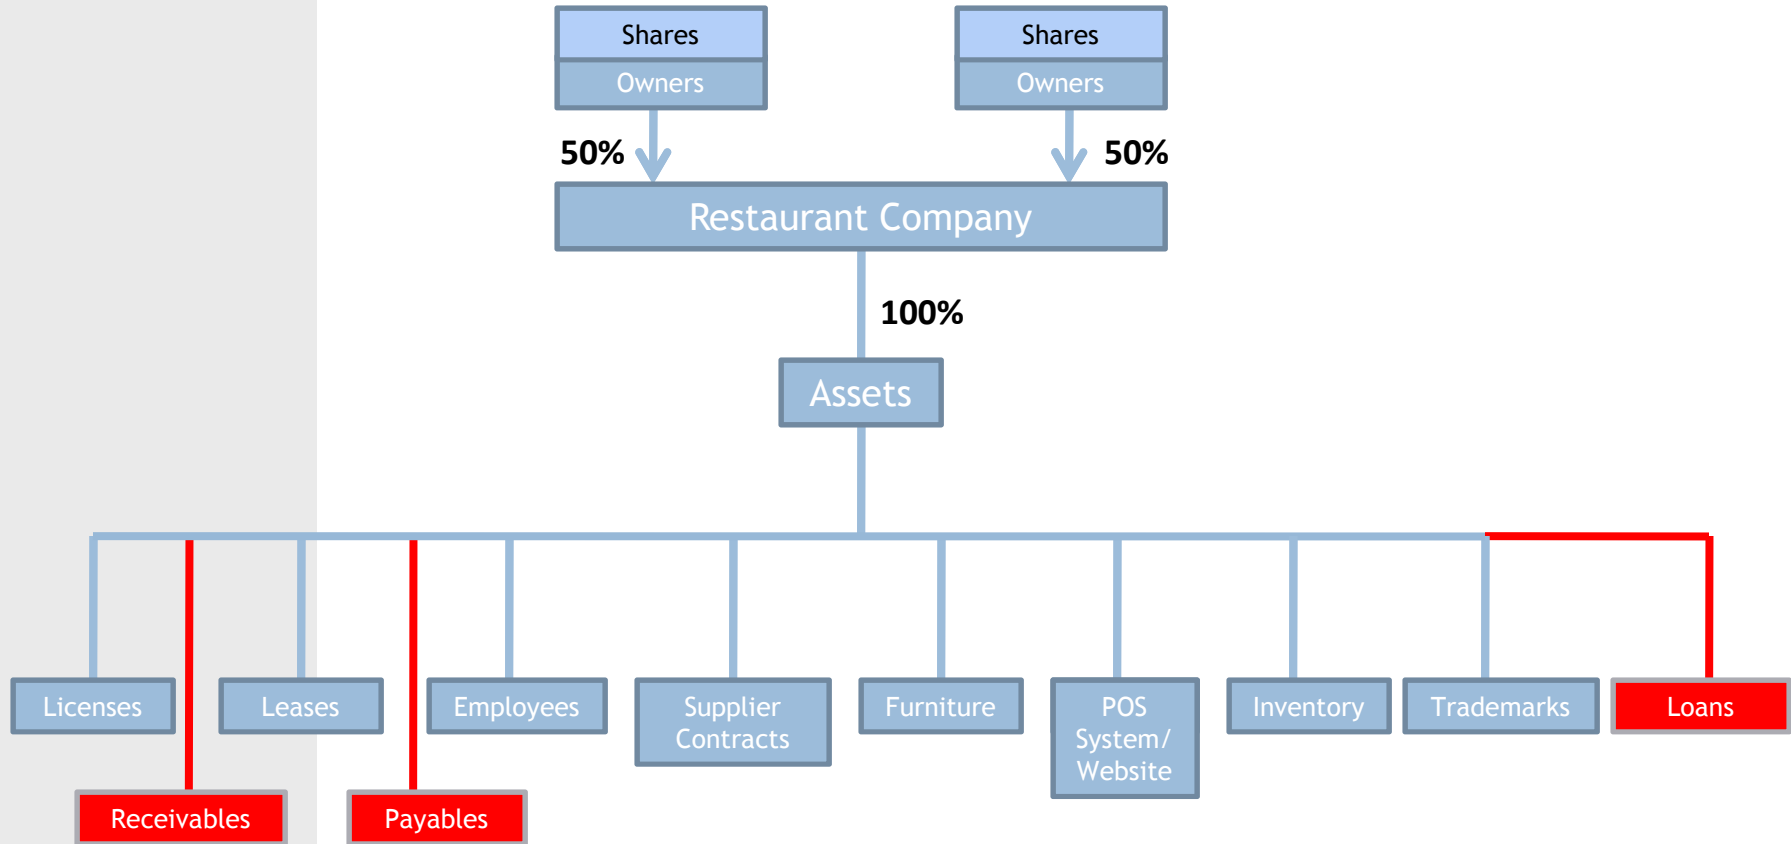 Shares
Shares
Owners
Owners
50%
50%
Restaurant Company
100%
Assets
Licenses
Leases
Employees
Supplier
Contracts
Furniture
POS
System/
Website
Inventory
Trademarks
Loans
Receivables
Payables